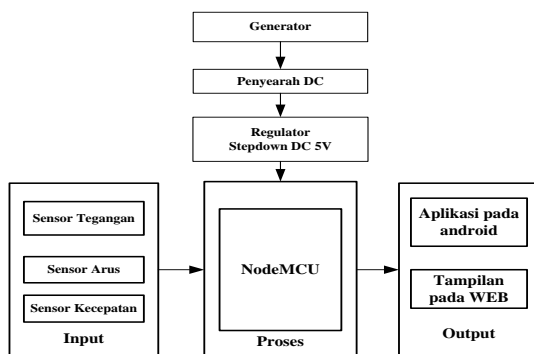 Generator
Penyearah DC
Regulator
Stepdown DC 5V
Sensor Tegangan
Sensor Arus
Sensor Kecepatan
Input
NodeMCU
Proses
Aplikasi pada
android
Tampilan
pada WEB
Output